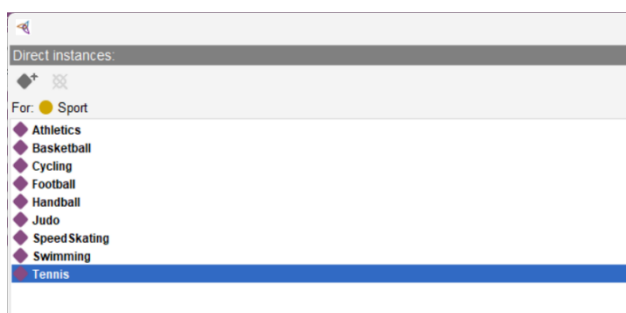 Direct instances:
For: Sport
Athletics
Basketball
Cycling
Football
Handball
Judo
SpeedSkating
Swimming
Tennis